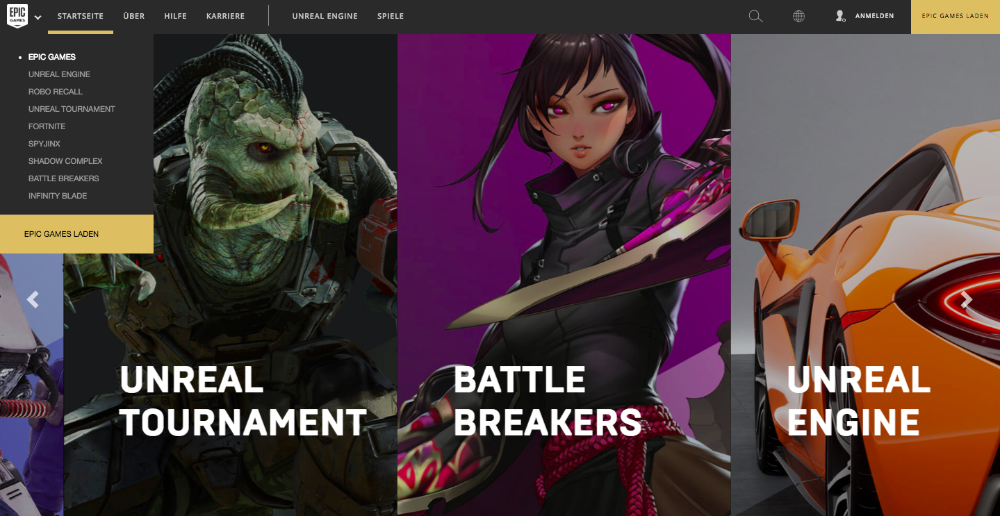 EPIC
GAMES
STARTSEITE
ÜBER
HILFE
KARRIERE
UNREAL ENGINE
SPIELE
ANMELDEN
EPIC GAMES LADEN
EPIC GAMES
UNREAL ENGINE
ROBO RECALL
UNREAL TOURNAMENT
FORTNITE
SPYJINX
SHADOW COMPLEX
BATTLE BREAKERS
INFINITY BLADE
EPIC GAMES LADEN
UNREAL
TOURNAMENT
BATTLE
BREAKERS
UNREAL
ENGINE